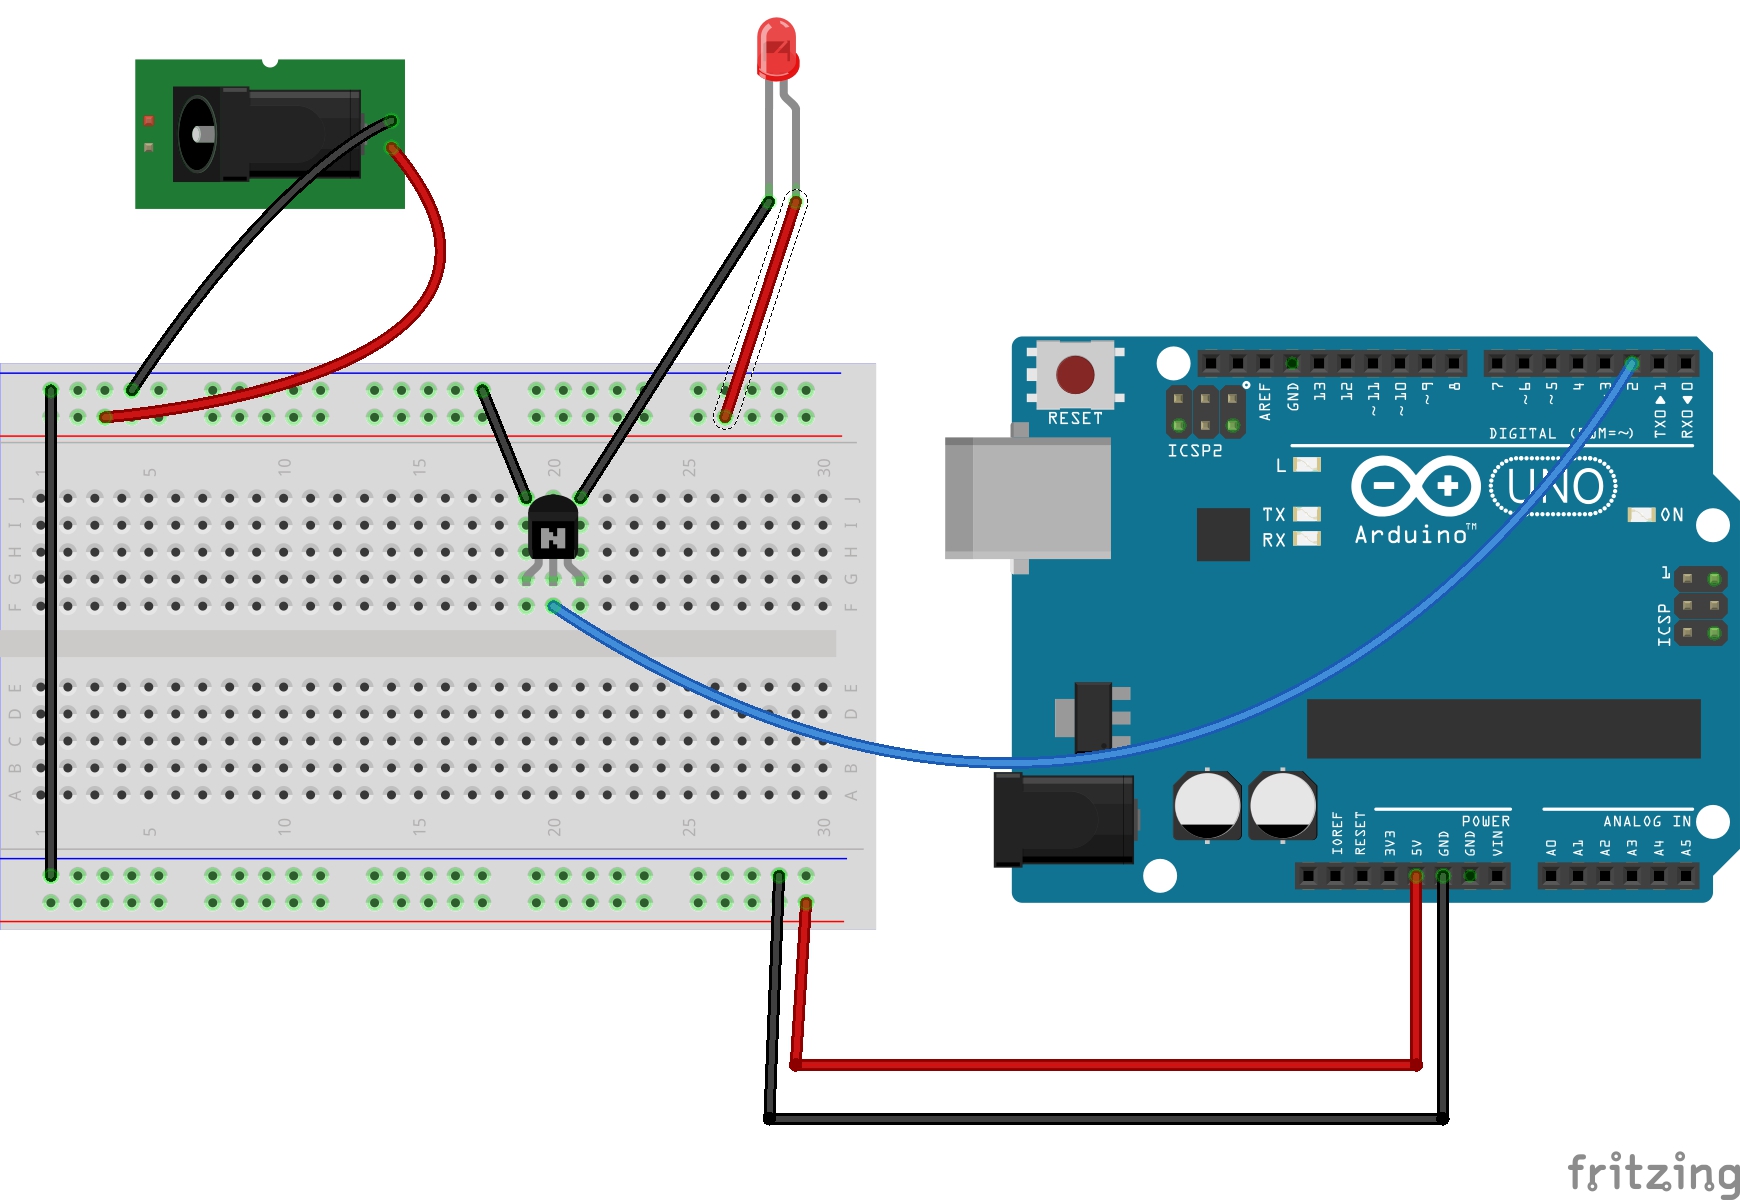 1 5 10 15 20 25 30
J J
I I
H H
G G
F F
E E
D D
C C
B B
A A
1 5 10 15 20 25 30
N
RESET
ICSP2
AREF
GND
13
12
~11
~10
~9
8
7
~6
~5
4
~3
2
TX0▶1
RX0◀0
DIGITAL (PWM=~)
L
TX
RX
UNO
Arduino™
ON
1
ICSP
IOREF
RESET
3V3
5V
GND
GND
VIN
POWER
ANALOG IN
A0
A1
A2
A3
A4
A5
fritzing